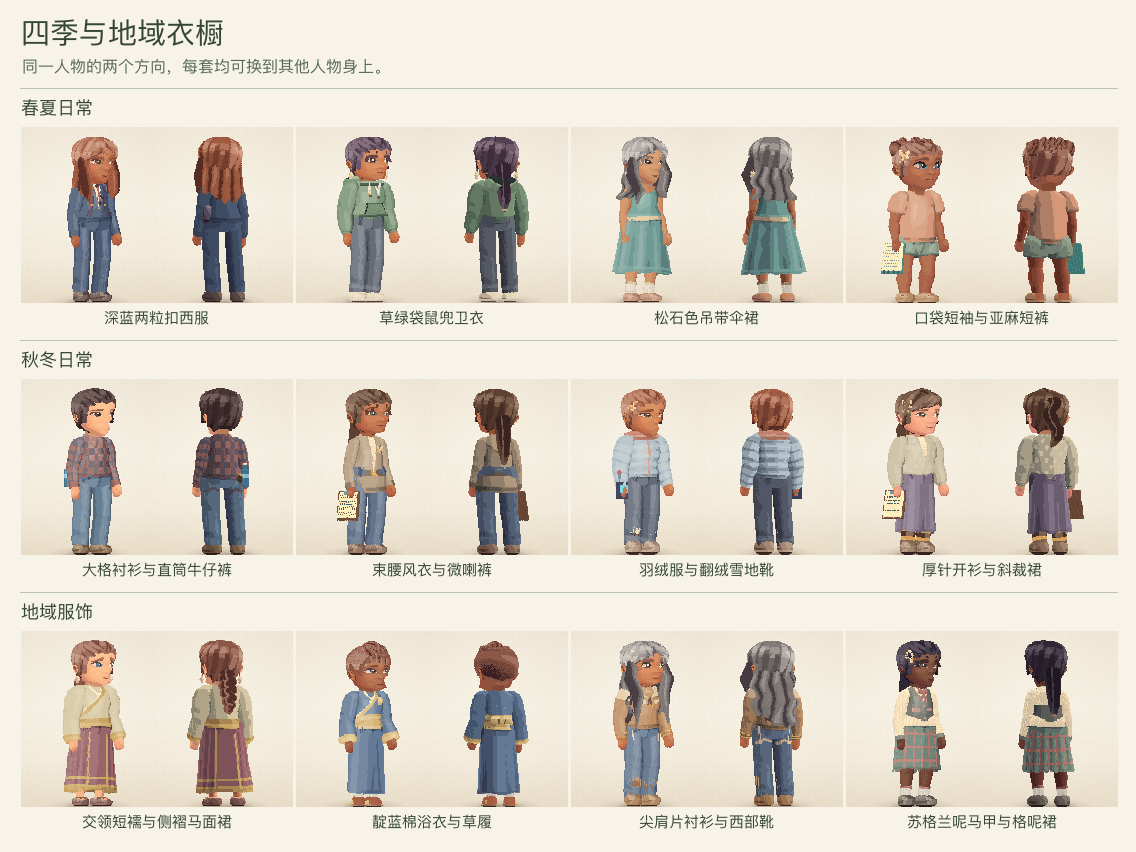 四季与地域衣橱
同一人物的两个方向，每套均可换到其他人物身上。
春夏日常
深蓝两粒扣西服
草绿袋鼠兜卫衣
松石色吊带伞裙
口袋短袖与亚麻短裤
秋冬日常
大格衬衫与直筒牛仔裤
束腰风衣与微喇裤
羽绒服与翻绒雪地靴
厚针开衫与斜裁裙
地域服饰
交领短襦与侧褶马面裙
靛蓝棉浴衣与草履
尖肩片衬衫与西部靴
苏格兰呢马甲与格呢裙